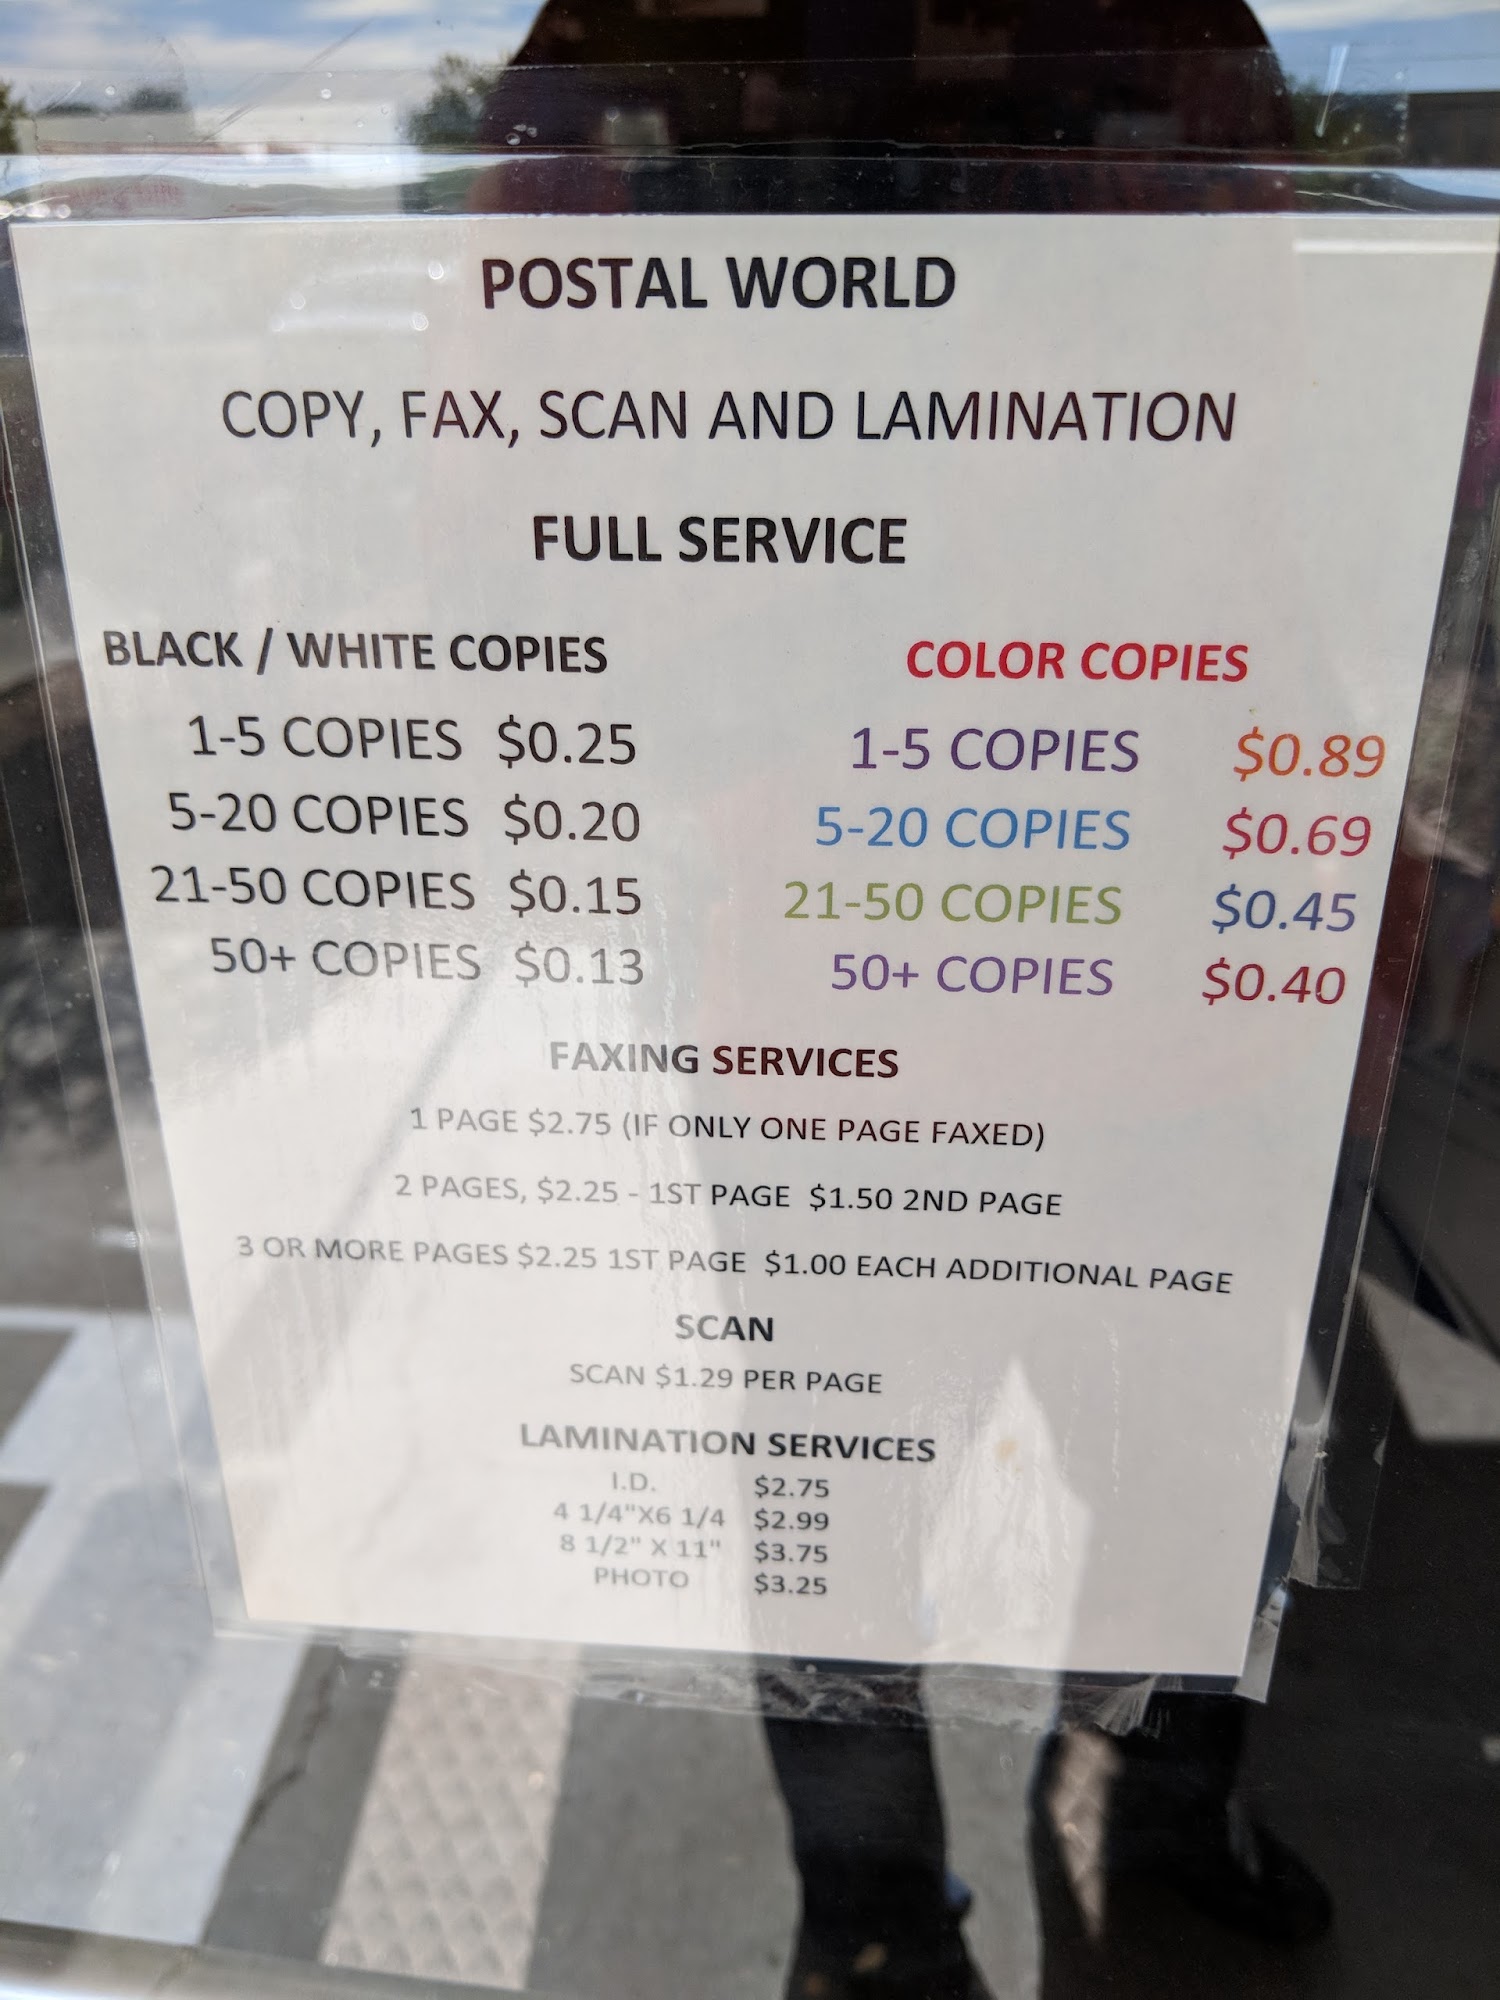 POSTAL WORLD
COPY, FAX, SCAN AND LAMINATION
FULL SERVICE
BLACK / WHITE COPIES
1-5 COPIES $0.25
5-20 COPIES $0.20
21-50 COPIES $0.15
50+ COPIES $0.13
COLOR COPIES
1-5 COPIES $0.89
5-20 COPIES $0.69
21-50 COPIES $0.45
50+ COPIES $0.40
FAXING SERVICES
1 PAGE $2.75 (IF ONLY ONE PAGE FAXED)
2 PAGES, $2.25 - 1ST PAGE $1.50 2ND PAGE
3 OR MORE PAGES $2.25 1ST PAGE $1.00 EACH ADDITIONAL PAGE
SCAN
SCAN $1.29 PER PAGE
LAMINATION SERVICES
I.D. $2.75
4 1/4"X6 1/4 $2.99
8 1/2" X 11" $3.75
PHOTO $3.25